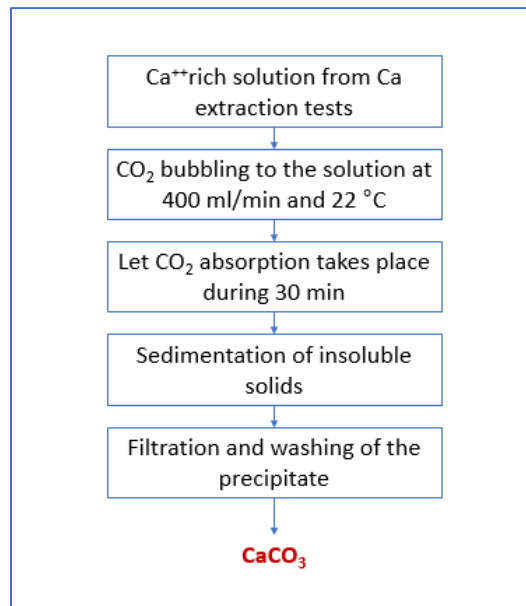 Ca⁺⁺rich solution from Ca
extraction tests
CO₂ bubbling to the solution at
400 ml/min and 22 °C
Let CO₂ absorption takes place
during 30 min
Sedimentation of insoluble
solids
Filtration and washing of the
precipitate
CaCO₃